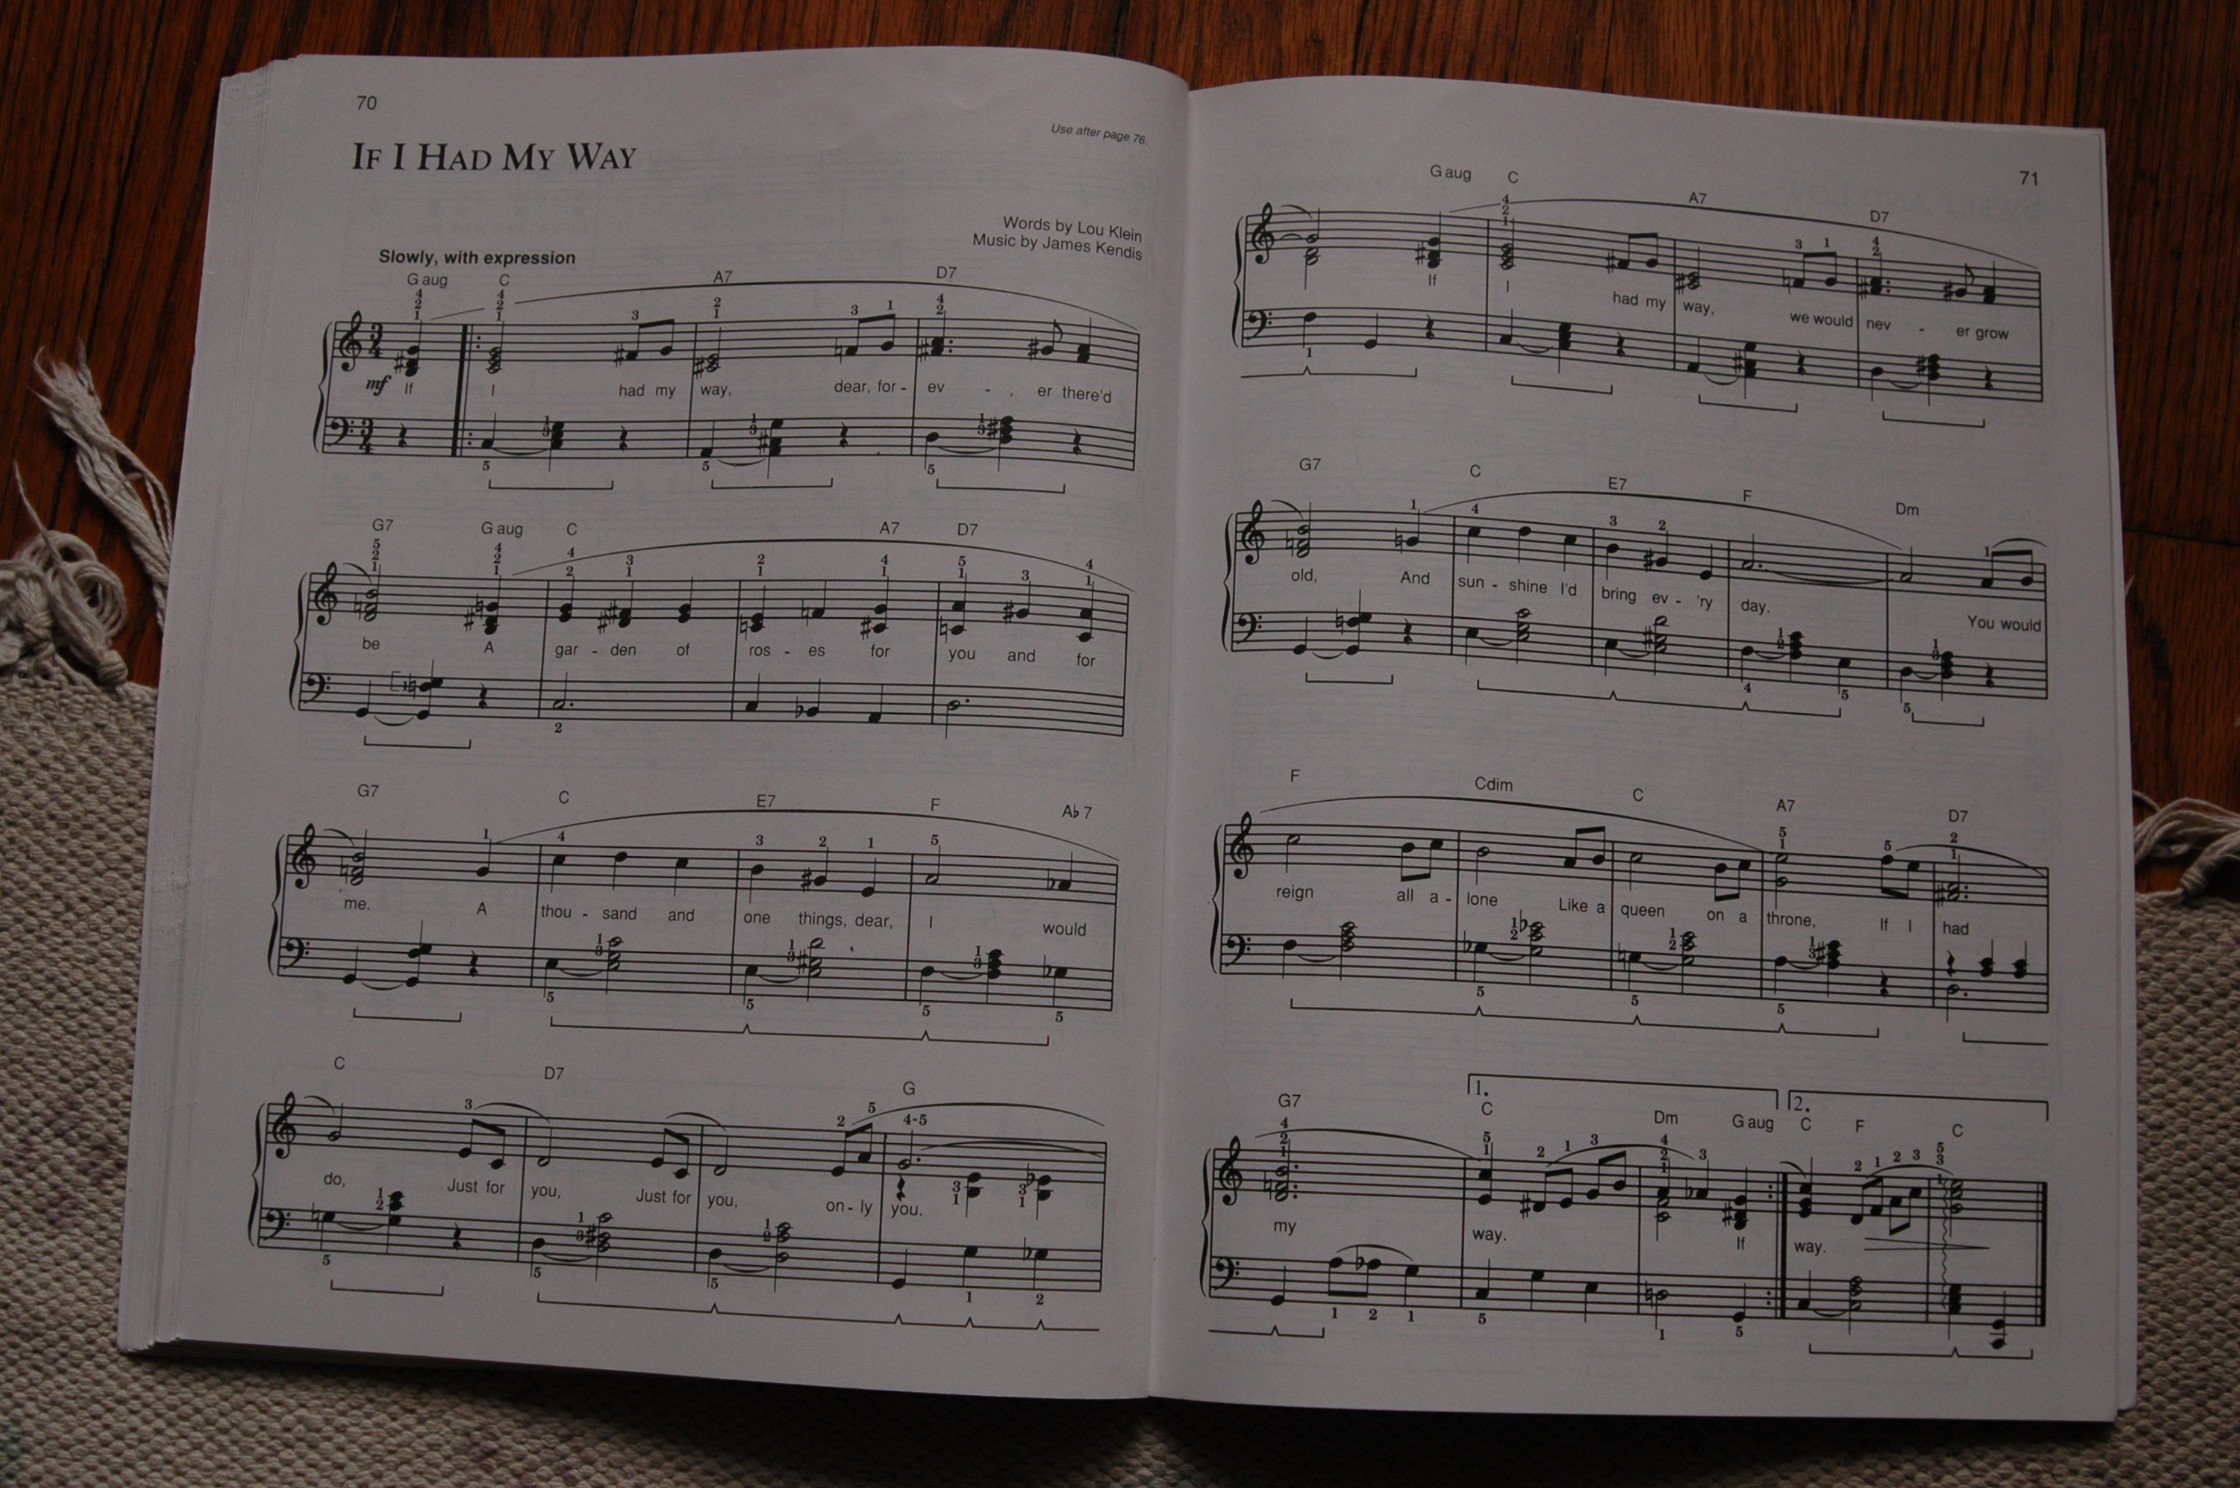 70
Use after page 76.
IF I HAD MY WAY
Words by Lou Klein
Music by James Kendis
Slowly, with expression
G aug C A7 D7
mf If I had my way, dear, for - ev - er there'd
G7 G aug C A7 D7
be A gar - den of ros - es for you and for
G7 C E7 F A♭7
me. A thou - sand and one things, dear, I would
C D7 G
do, Just for you, Just for you, on - ly you.
71
G aug C A7 D7
If I had my way, we would nev - er grow
G7 C E7 F Dm
old, And sun - shine I'd bring ev - 'ry day. You would
F Cdim C A7 D7
reign all a - lone Like a queen on a throne, If I had
1. 2.
G7 C Dm G aug C F C
my way. If way.